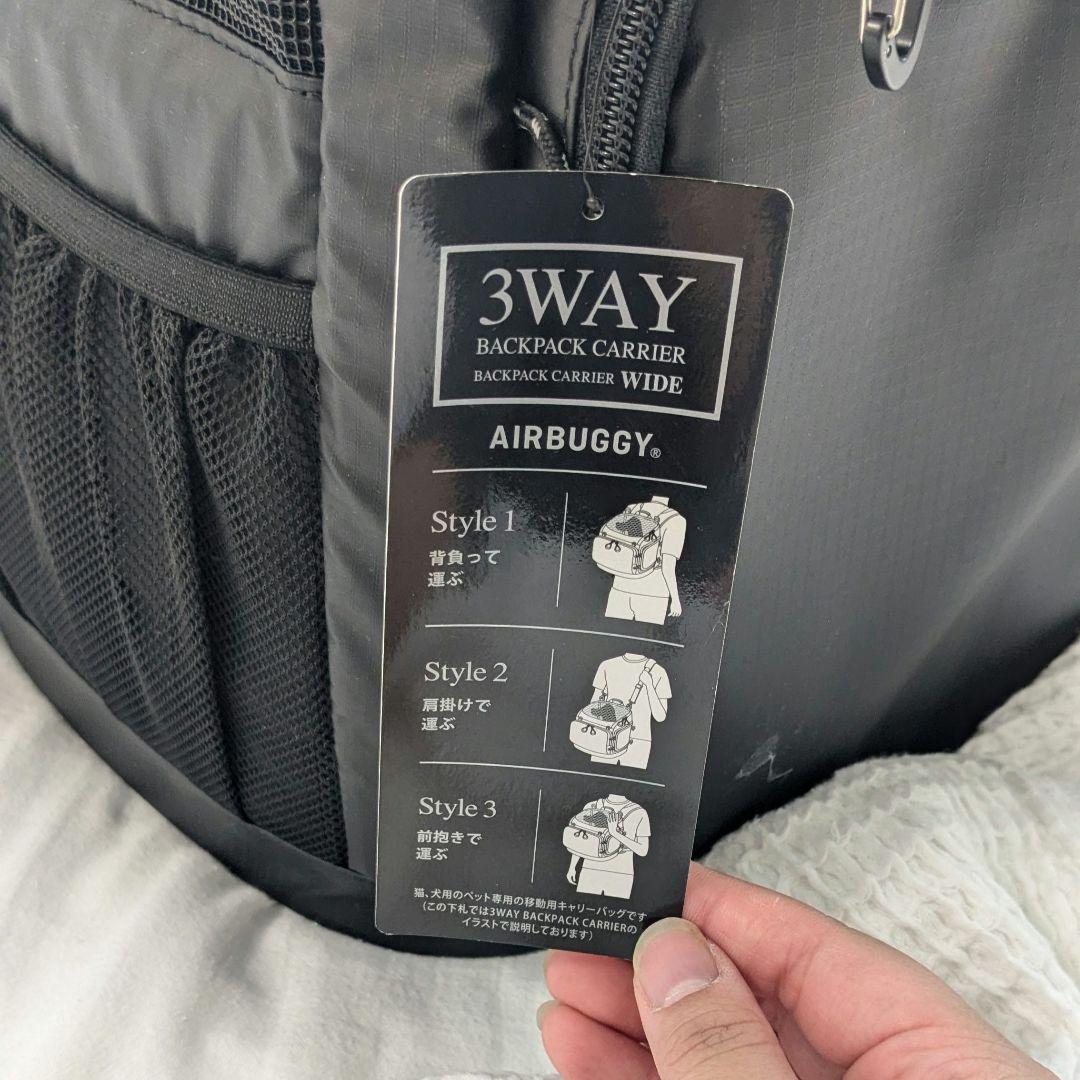 3WAY
BACKPACK CARRIER
BACKPACK CARRIER WIDE
AIRBUGGY®
Style 1
背負って
運ぶ
Style 2
肩掛けで
運ぶ
Style 3
前抱きで
運ぶ
猫、犬用のペット専用の移動用キャリーバッグです
(この下札では3WAY BACKPACK CARRIERの
イラストで説明しております)